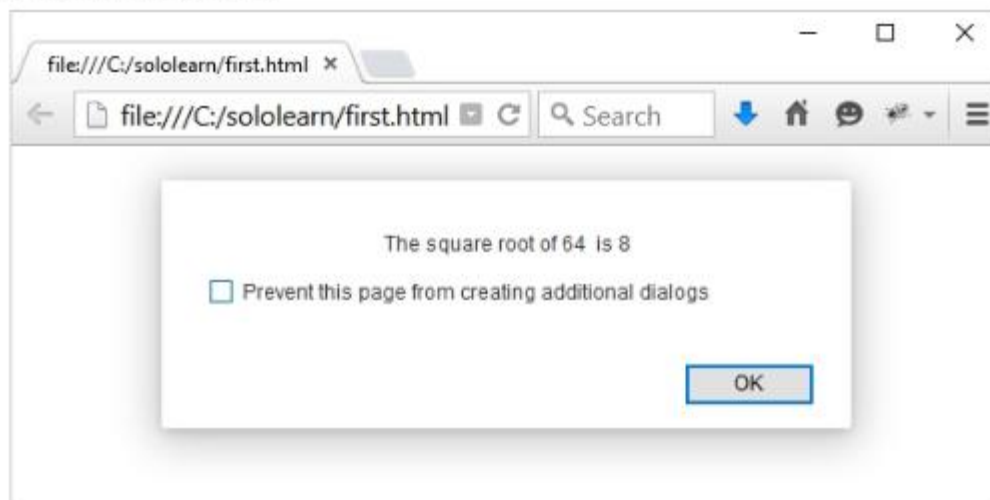 file:///C:/sololearn/first.html
file:///C:/sololearn/first.html Search
The square root of 64 is 8
Prevent this page from creating additional dialogs
OK